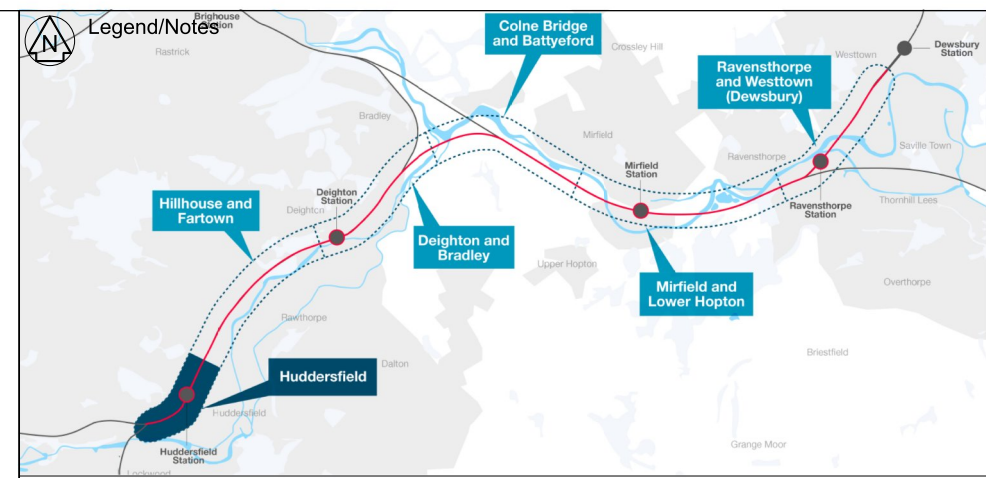 Legend/Notes
N
Brighouse
Station
Rastrick
Colne Bridge
and Battyeford
Crossley Hill
Westtown
Dewsbury
Station
Ravensthorpe
and Westtown
(Dewsbury)
Bradley
Mirfield
Mirfield
Station
Ravensthorpe
Saville Town
Hillhouse and
Fartown
Deighton
Station
Deighton
Thornhill Lees
Ravensthorpe
Station
Deighton and
Bradley
Upper Hopton
Mirfield and
Lower Hopton
Overthorpe
Rawthorpe
Briestfield
Dalton
Huddersfield
Huddersfield
Grange Moor
Huddersfield
Station
Lockwood